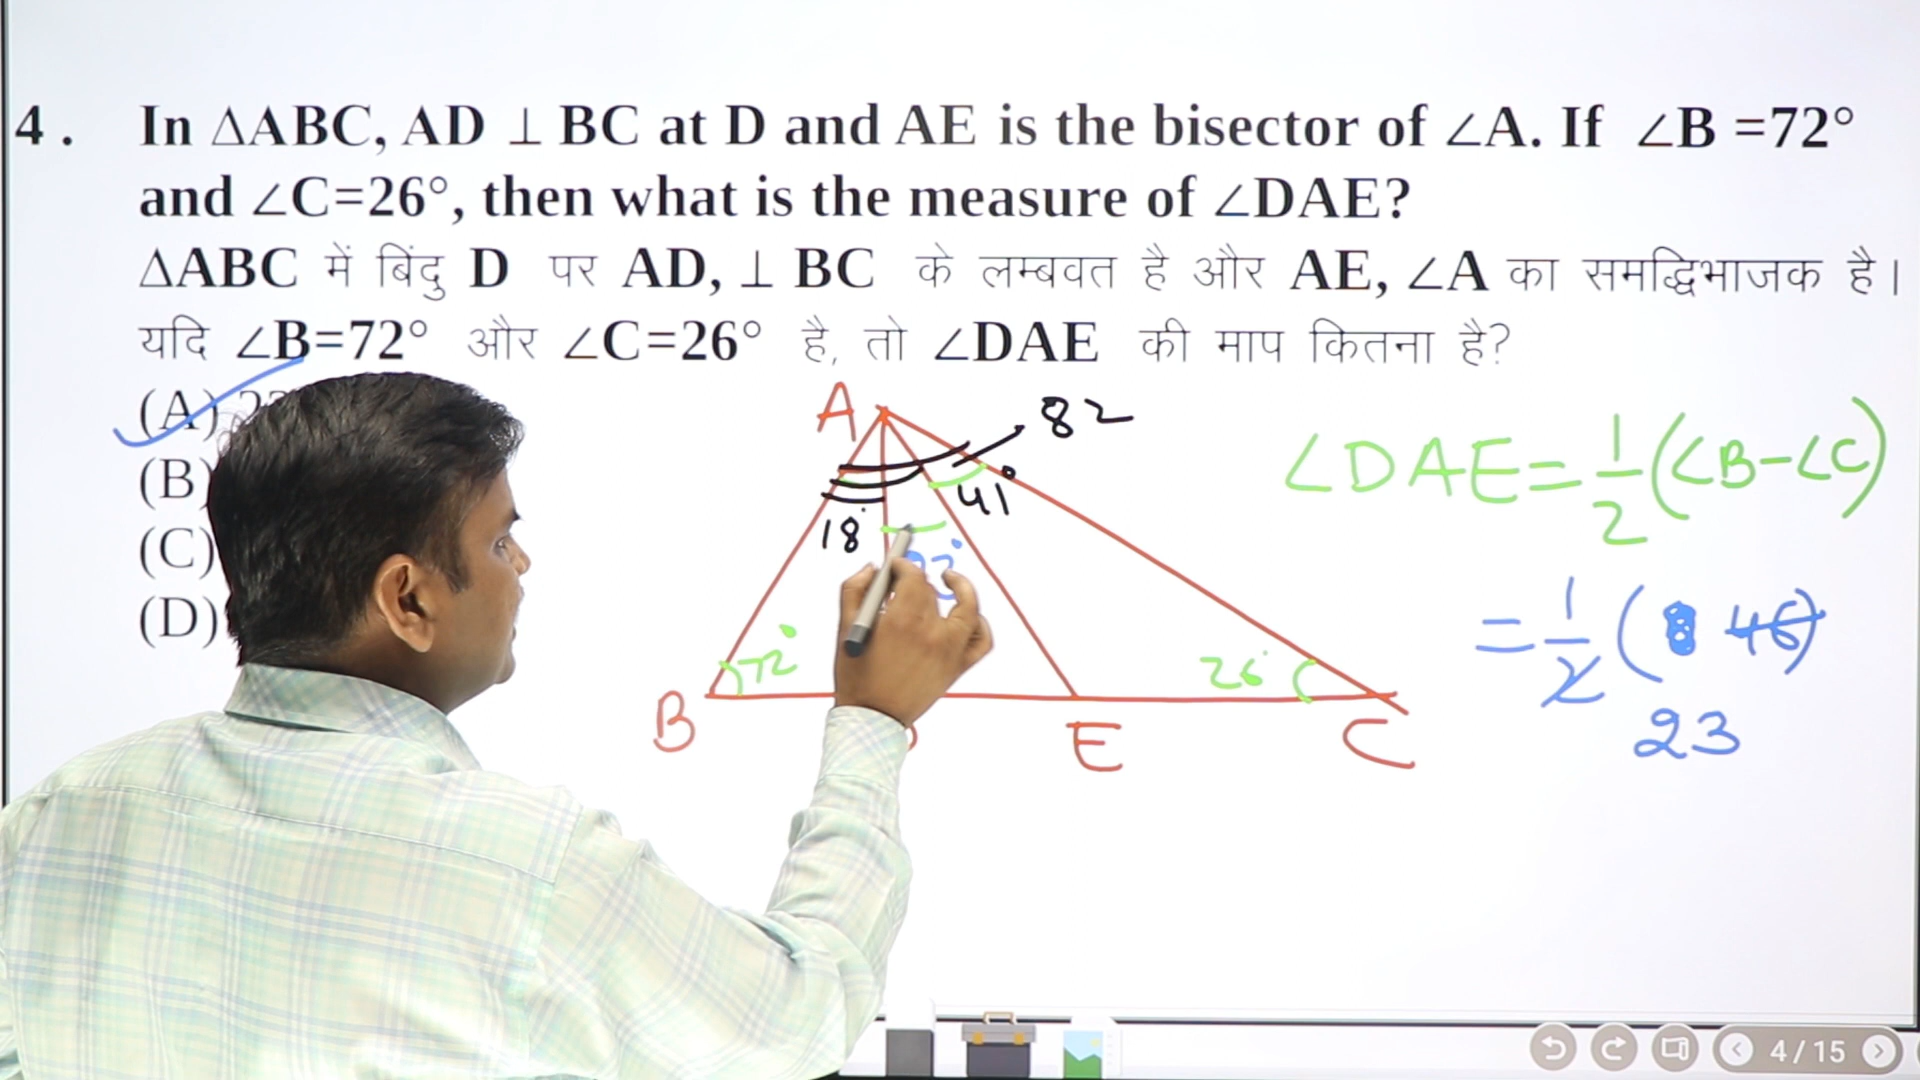 4 . In ΔABC, AD ⊥ BC at D and AE is the bisector of ∠A. If ∠B =72°
and ∠C=26°, then what is the measure of ∠DAE?
ΔABC में बिंदु D पर AD, ⊥ BC के लम्बवत है और AE, ∠A का समद्विभाजक है।
यदि ∠B=72° और ∠C=26° है, तो ∠DAE की माप कितना है?
(A)
(B)
(C)
(D)
A
82
41°
18°
72°
26°
B
E
C
∠DAE=1/2(∠B-∠C)
=1/2(46)
23
4/15